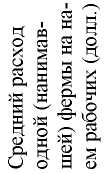 Средний расход
одной (нанимав-
шей) фермы на на-
ем рабочих (долл.)